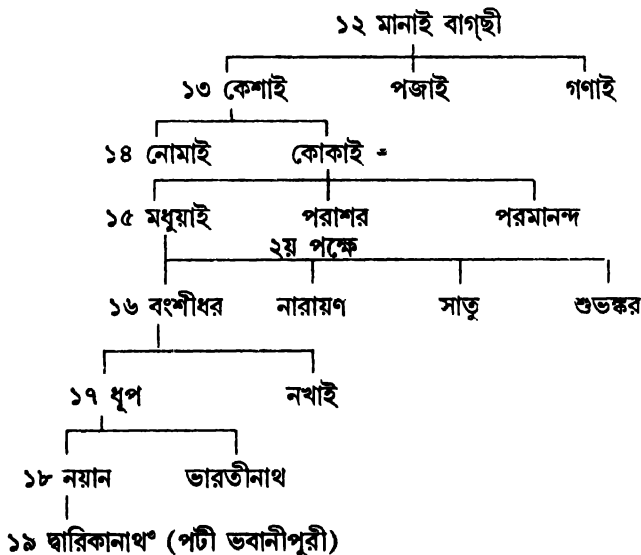 ১২ মানাই বাগ্‌ছী
১৩ কেশাই পজাই গণাই
১৪ নোমাই কোকাই -
১৫ মধুয়াই পরাশর পরমানন্দ
২য় পক্ষে
১৬ বংশীধর নারায়ণ সাতু শুভঙ্কর
১৭ ধূপ নখাই
১৮ নয়ান ভারতীনাথ
১৯ দ্বারিকানাথ° (পটী ভবানীপুরী)